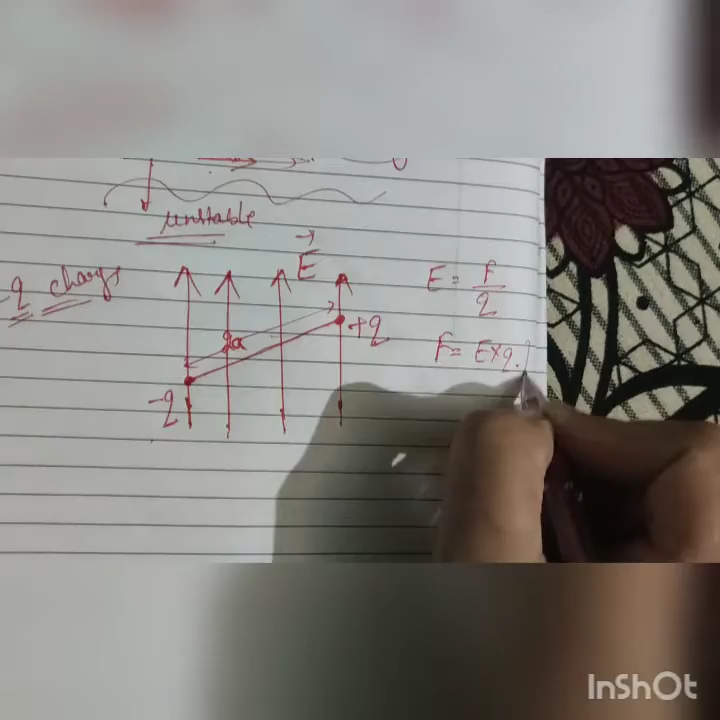 unstable
-q charge
E
E = F/q
2a
+q
F = E×q.
-q
InShOt